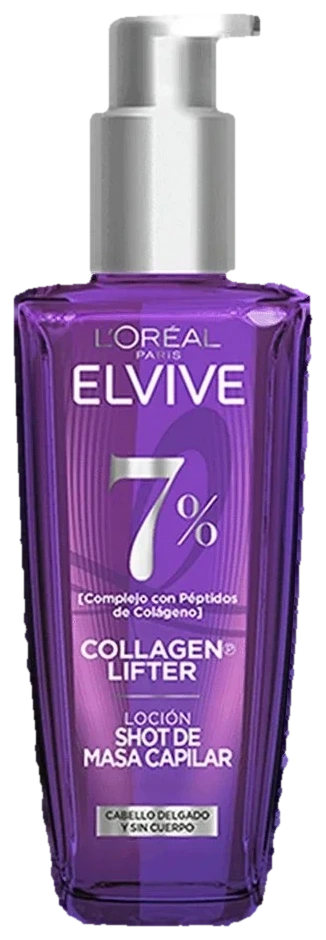 L'ORÉAL
PARIS
ELVIVE
7%
[Complejo con Péptidos
de Colágeno]
COLLAGEN℗
LIFTER
LOCIÓN
SHOT DE
MASA CAPILAR
CABELLO DELGADO
Y SIN CUERPO